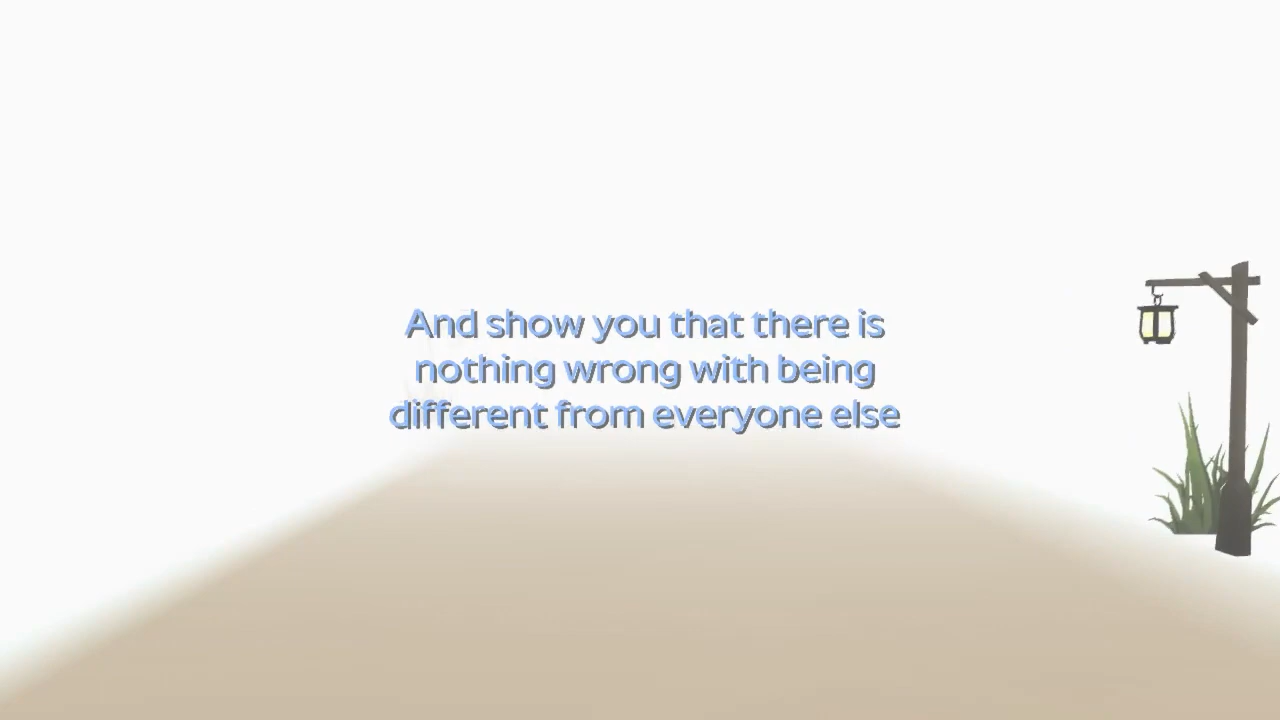 And show you that there is
nothing wrong with being
different from everyone else